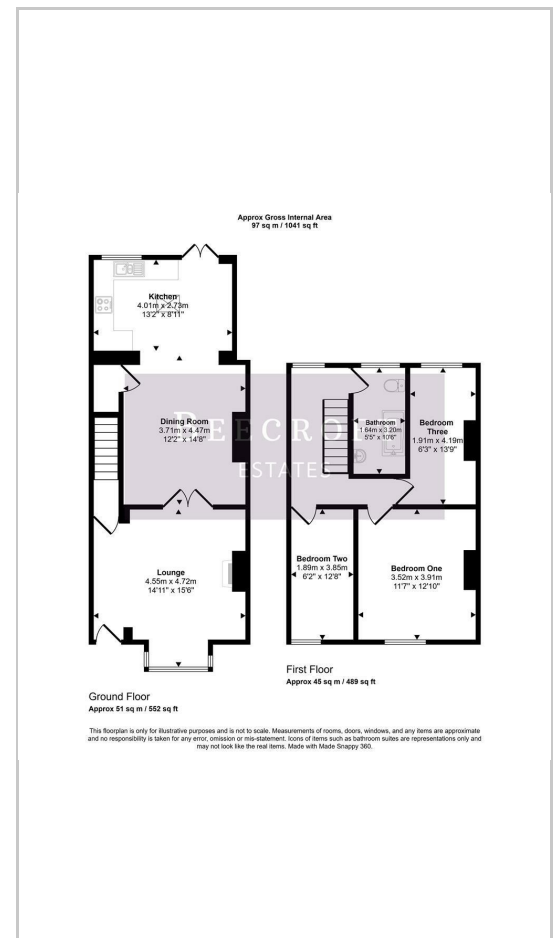 Approx Gross Internal Area
97 sq m / 1041 sq ft
Kitchen
4.01m x 2.73m
13'2" x 8'11"
Dining Room
3.71m x 4.47m
12'2" x 14'8"
Lounge
4.55m x 4.72m
14'11" x 15'6"
Bathroom
1.64m x 3.20m
5'5" x 10'6"
Bedroom
Three
1.91m x 4.19m
6'3" x 13'9"
Bedroom Two
1.89m x 3.85m
6'2" x 12'8"
Bedroom One
3.52m x 3.91m
11'7" x 12'10"
ESTATES
Ground Floor
Approx 51 sq m / 552 sq ft
First Floor
Approx 45 sq m / 489 sq ft
This floorplan is only for illustrative purposes and is not to scale. Measurements of rooms, doors, windows, and any items are approximate
and no responsibility is taken for any error, omission or mis-statement. Icons of items such as bathroom suites are representations only and
may not look like the real items. Made with Made Snappy 360.